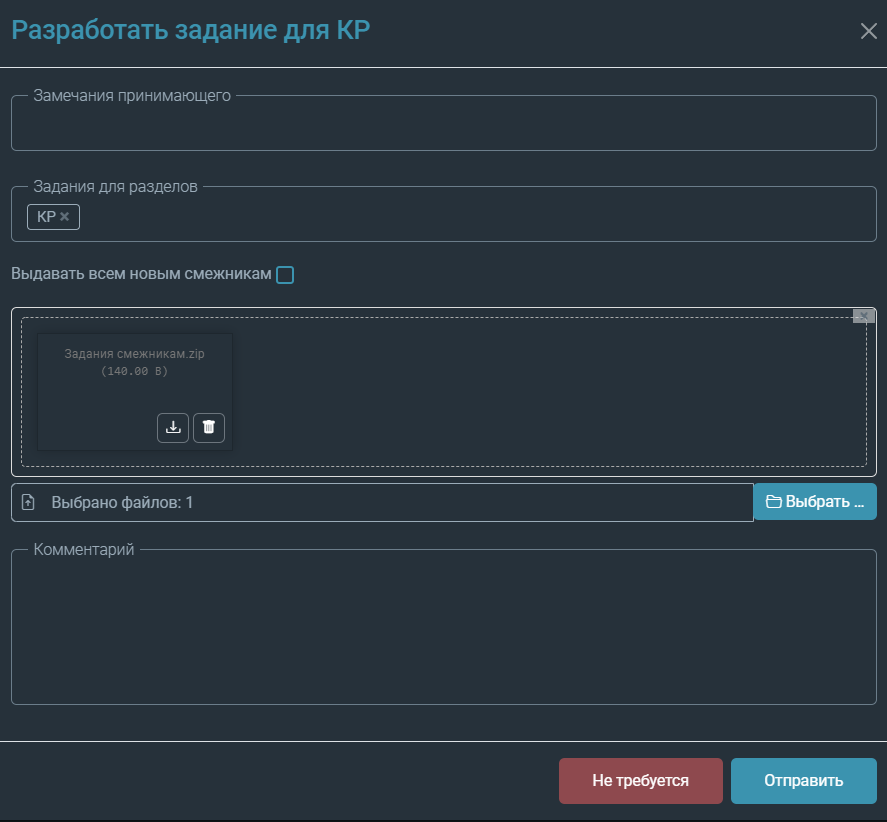 Разработать задание для КР
Замечания принимающего
Задания для разделов
КР
Выдавать всем новым смежникам
Задания смежникам.zip
(140.00 B)
Выбрано файлов: 1
Выбрать ...
Комментарий
Не требуется
Отправить